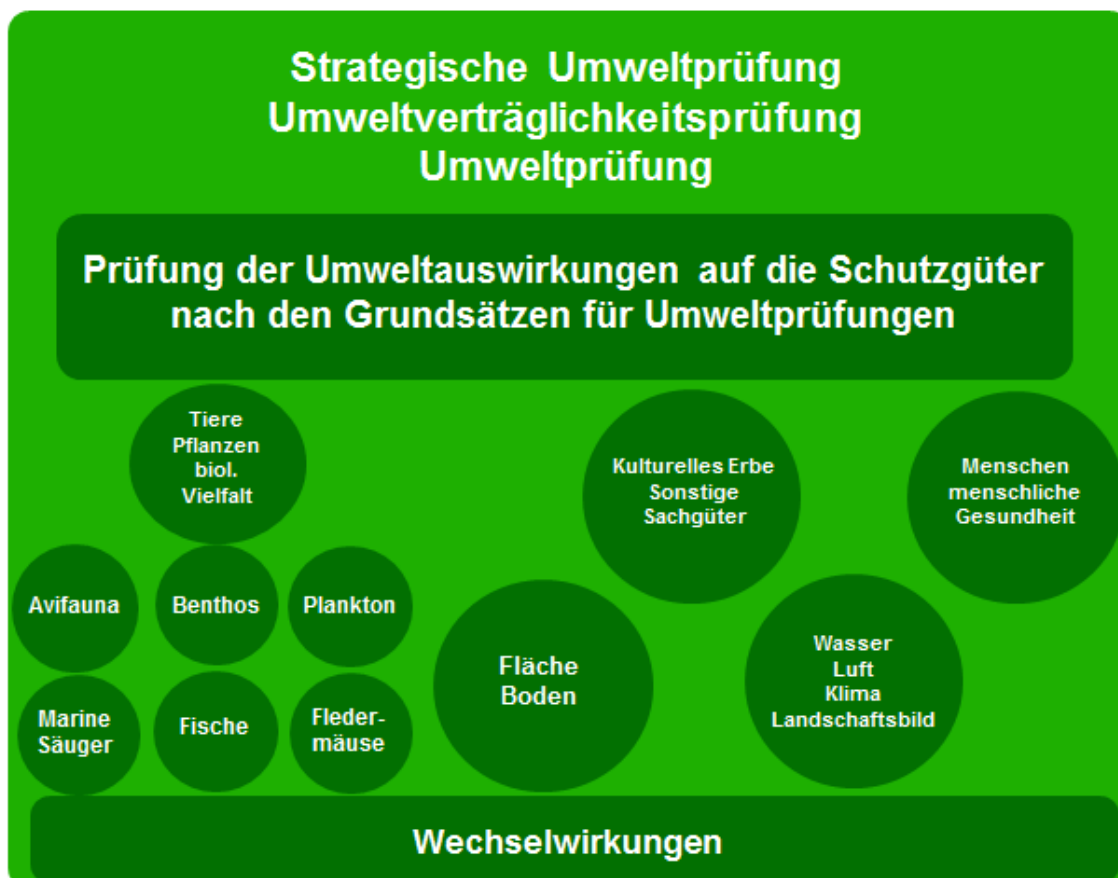 Strategische Umweltprüfung
Umweltverträglichkeitsprüfung
Umweltprüfung
Prüfung der Umweltauswirkungen auf die Schutzgüter
nach den Grundsätzen für Umweltprüfungen
Tiere
Pflanzen
biol.
Vielfalt
Kulturelles Erbe
Sonstige
Sachgüter
Menschen
menschliche
Gesundheit
Avifauna
Benthos
Plankton
Fläche
Boden
Wasser
Luft
Klima
Landschaftsbild
Marine
Säuger
Fische
Fleder-
mäuse
Wechselwirkungen